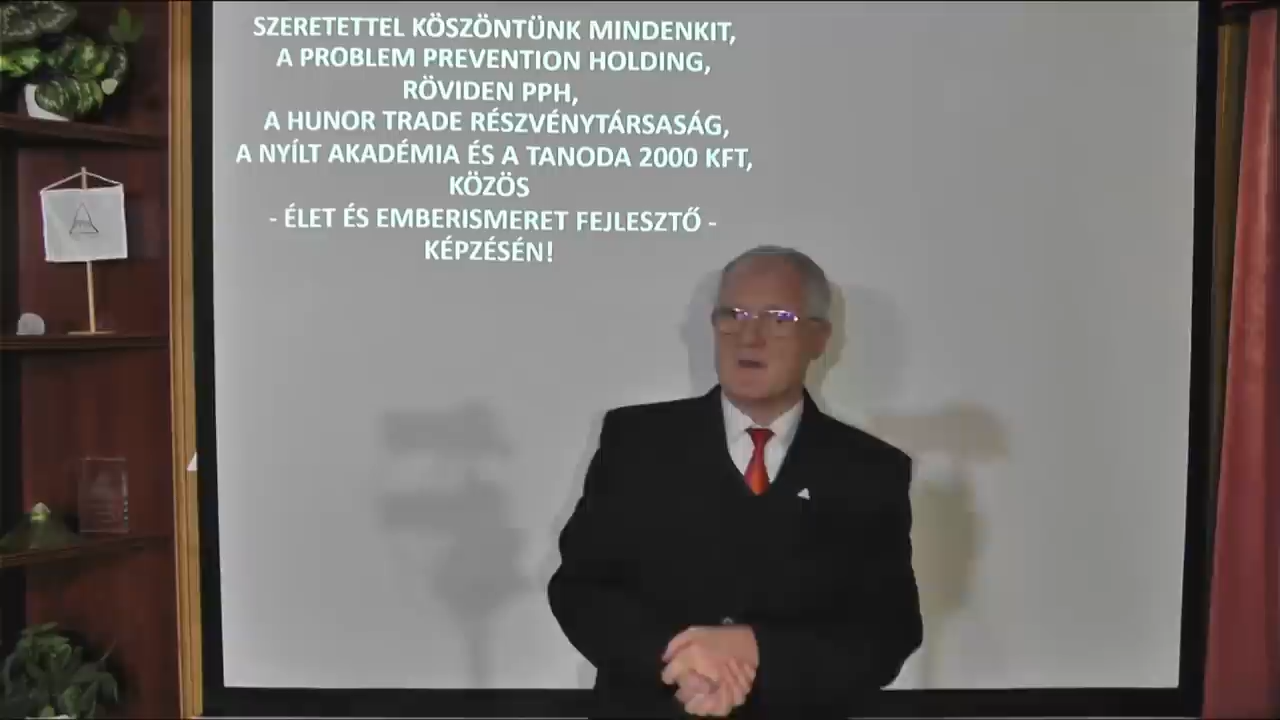 SZERETETTEL KÖSZÖNTÜNK MINDENKIT,
A PROBLEM PREVENTION HOLDING,
RÖVIDEN PPH,
A HUNOR TRADE RÉSZVÉNYTÁRSASÁG,
A NYÍLT AKADÉMIA ÉS A TANODA 2000 KFT,
KÖZÖS
- ÉLET ÉS EMBERISMERET FEJLESZTŐ -
KÉPZÉSÉN!